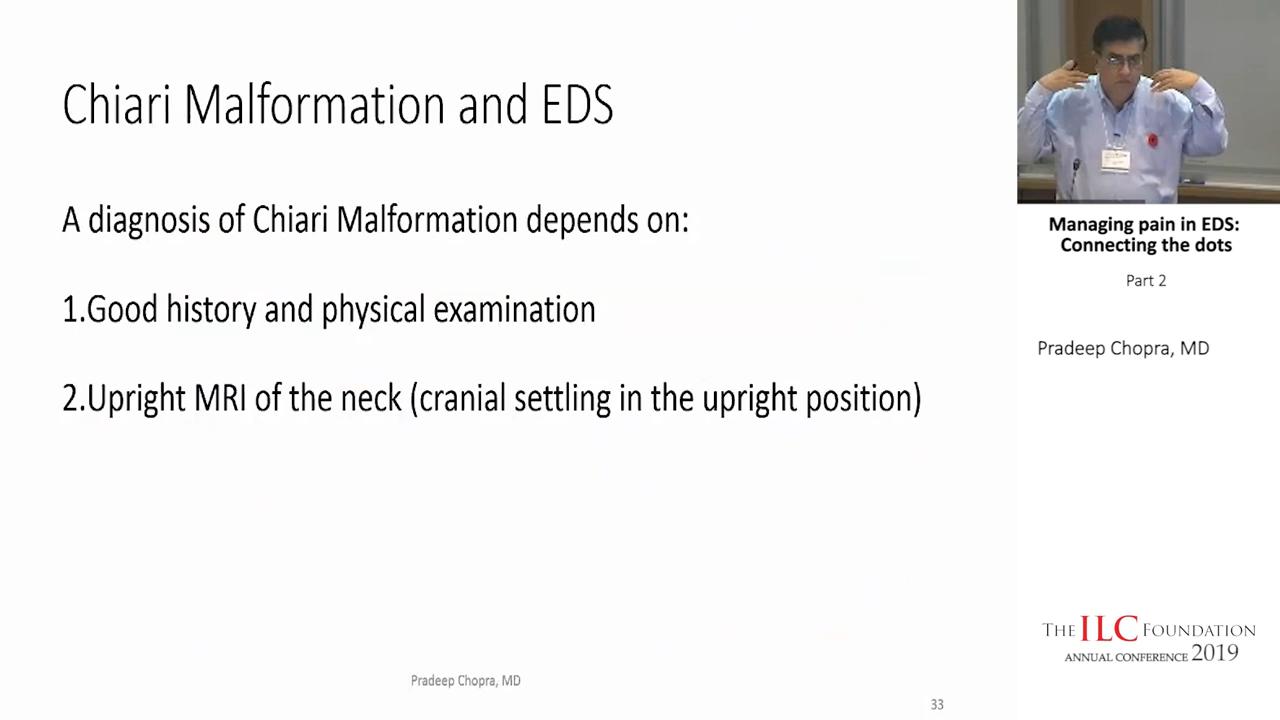 Chiari Malformation and EDS
A diagnosis of Chiari Malformation depends on:
1.Good history and physical examination
2.Upright MRI of the neck (cranial settling in the upright position)
Pradeep Chopra, MD
33
Managing pain in EDS:
Connecting the dots
Part 2
Pradeep Chopra, MD
THE ILC FOUNDATION
ANNUAL CONFERENCE 2019